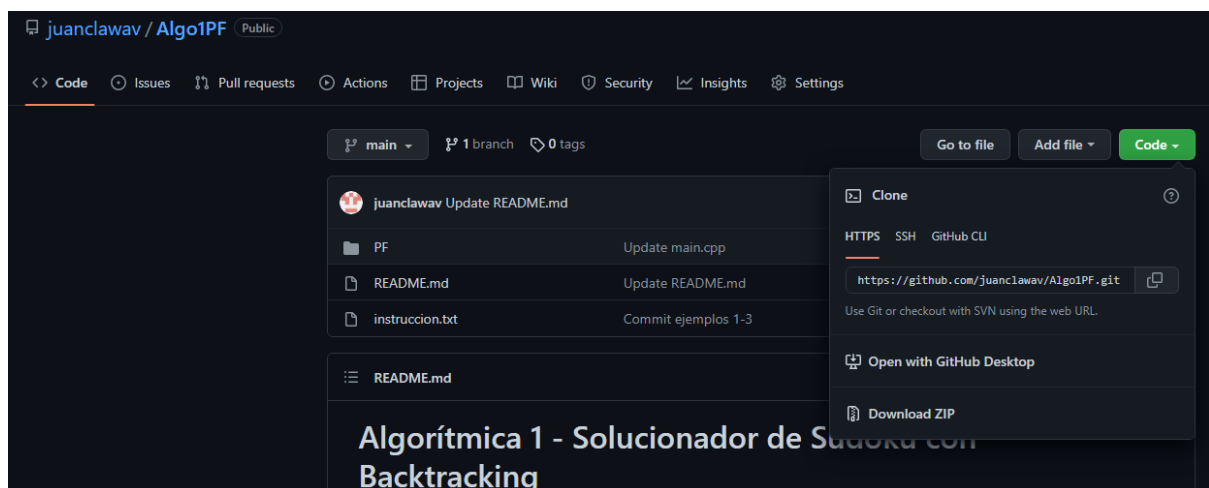 juanclawav / Algo1PF Public
Code Issues Pull requests Actions Projects Wiki Security Insights Settings
main 1 branch 0 tags Go to file Add file Code
juanclawav Update README.md
PF Update main.cpp
README.md Update README.md
instruccion.txt Commit ejemplos 1-3
Clone
HTTPS SSH GitHub CLI
https://github.com/juanclawav/Algo1PF.git
Use Git or checkout with SVN using the web URL.
Open with GitHub Desktop
Download ZIP
README.md
Algorítmica 1 - Solucionador de Sudoku con
Backtracking